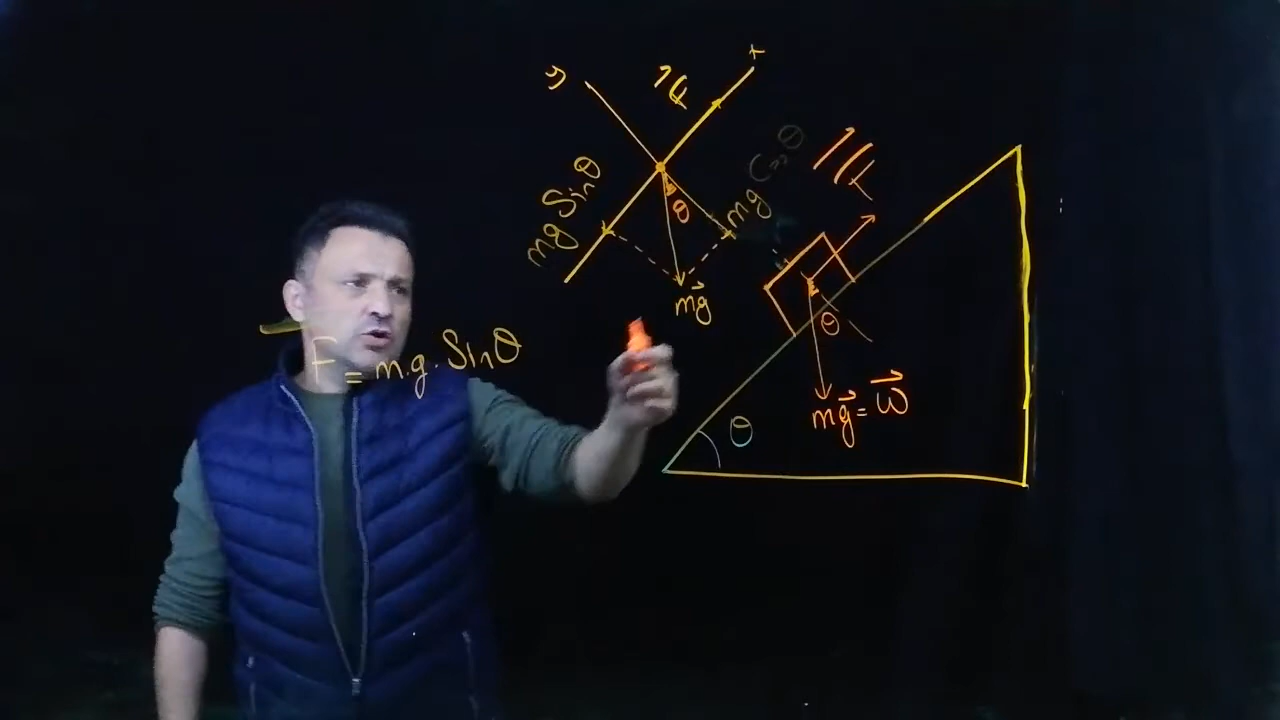 y
x
F
mg Sinθ
mg Cosθ
θ
mg
F
F = m.g. Sinθ
θ
mg = w
θ